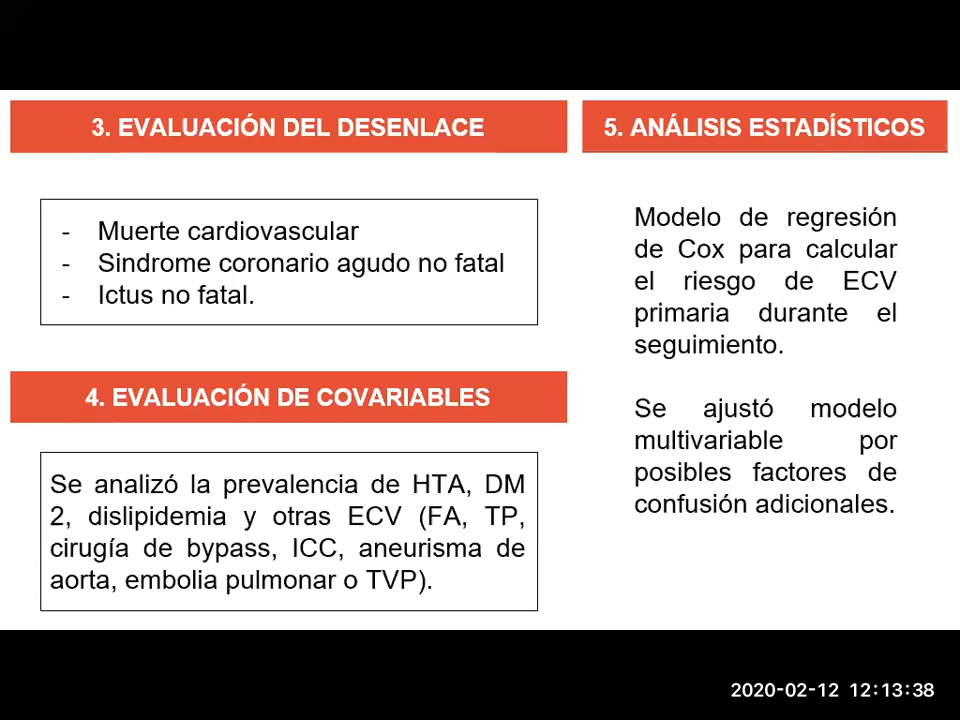 3. EVALUACIÓN DEL DESENLACE
- Muerte cardiovascular
- Sindrome coronario agudo no fatal
- Ictus no fatal.
4. EVALUACIÓN DE COVARIABLES
Se analizó la prevalencia de HTA, DM
2, dislipidemia y otras ECV (FA, TP,
cirugía de bypass, ICC, aneurisma de
aorta, embolia pulmonar o TVP).
5. ANÁLISIS ESTADÍSTICOS
Modelo de regresión
de Cox para calcular
el riesgo de ECV
primaria durante el
seguimiento.
Se ajustó modelo
multivariable por
posibles factores de
confusión adicionales.
2020-02-12 12:13:38